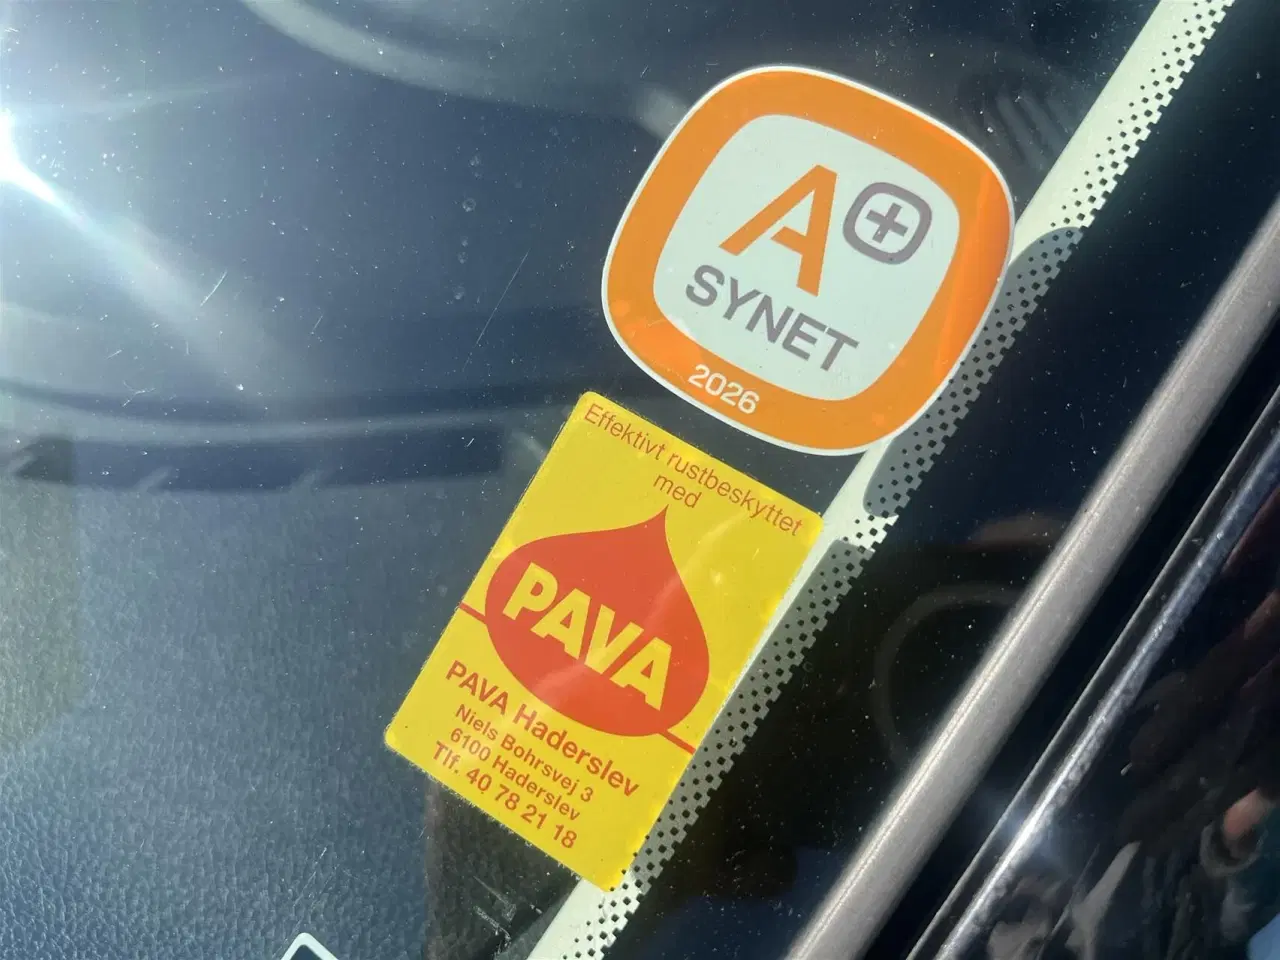 A+
SYNET
2026
Effektivt rustbeskyttet
med
PAVA
PAVA Haderslev
Niels Bohrsvej 3
6100 Haderslev
Tlf. 40 78 21 18